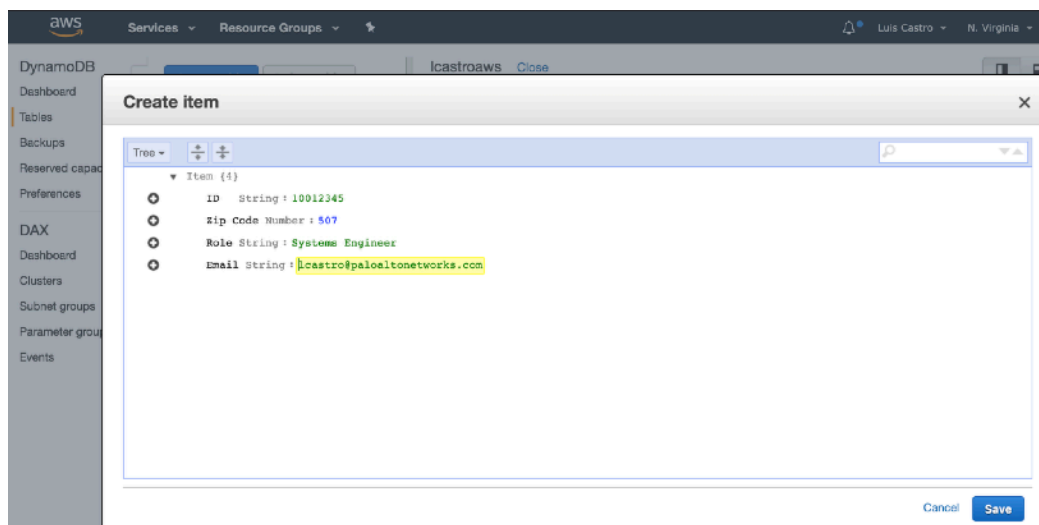 aws Services Resource Groups Luis Castro N. Virginia
DynamoDB
Dashboard
Tables
Backups
Reserved capac
Preferences
DAX
Dashboard
Clusters
Subnet groups
Parameter group
Events
lcastroaws Close
Create item
Tree
Item {4}
ID String : 10012345
Zip Code Number : 507
Role String : Systems Engineer
Email String : lcastro@paloaltonetworks.com
Cancel Save